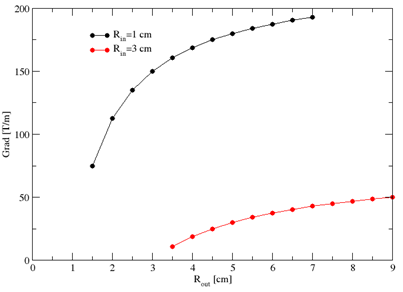 200
150
100
50
0
Grad [T/m]
R_in=1 cm
R_in=3 cm
0 1 2 3 4 5 6 7 8 9
R_out [cm]